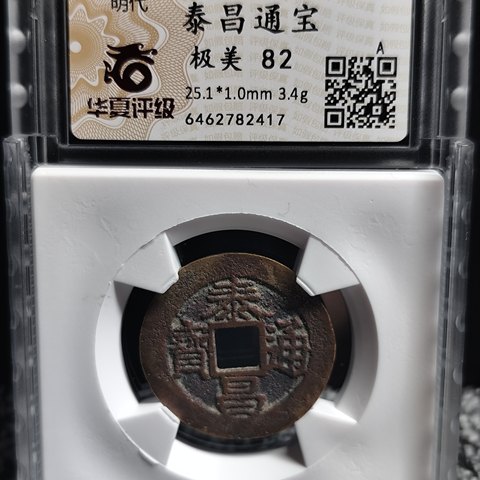 明代
泰昌通宝
极美 82
A
华夏评级
25.1*1.0mm 3.4g
6462782417
泰
寶 通
昌